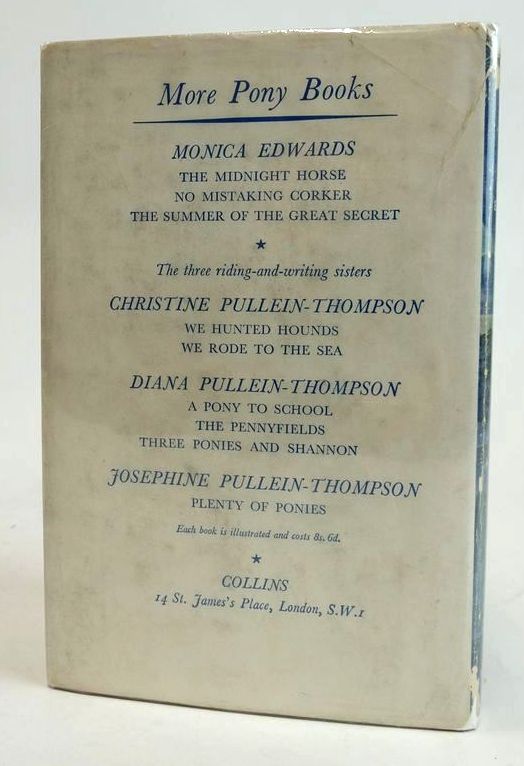 More Pony Books
MONICA EDWARDS
THE MIDNIGHT HORSE
NO MISTAKING CORKER
THE SUMMER OF THE GREAT SECRET
★
The three riding-and-writing sisters
CHRISTINE PULLEIN-THOMPSON
WE HUNTED HOUNDS
WE RODE TO THE SEA
DIANA PULLEIN-THOMPSON
A PONY TO SCHOOL
THE PENNYFIELDS
THREE PONIES AND SHANNON
JOSEPHINE PULLEIN-THOMPSON
PLENTY OF PONIES
Each book is illustrated and costs 8s. 6d.
★
COLLINS
14 St. James's Place, London, S.W.1